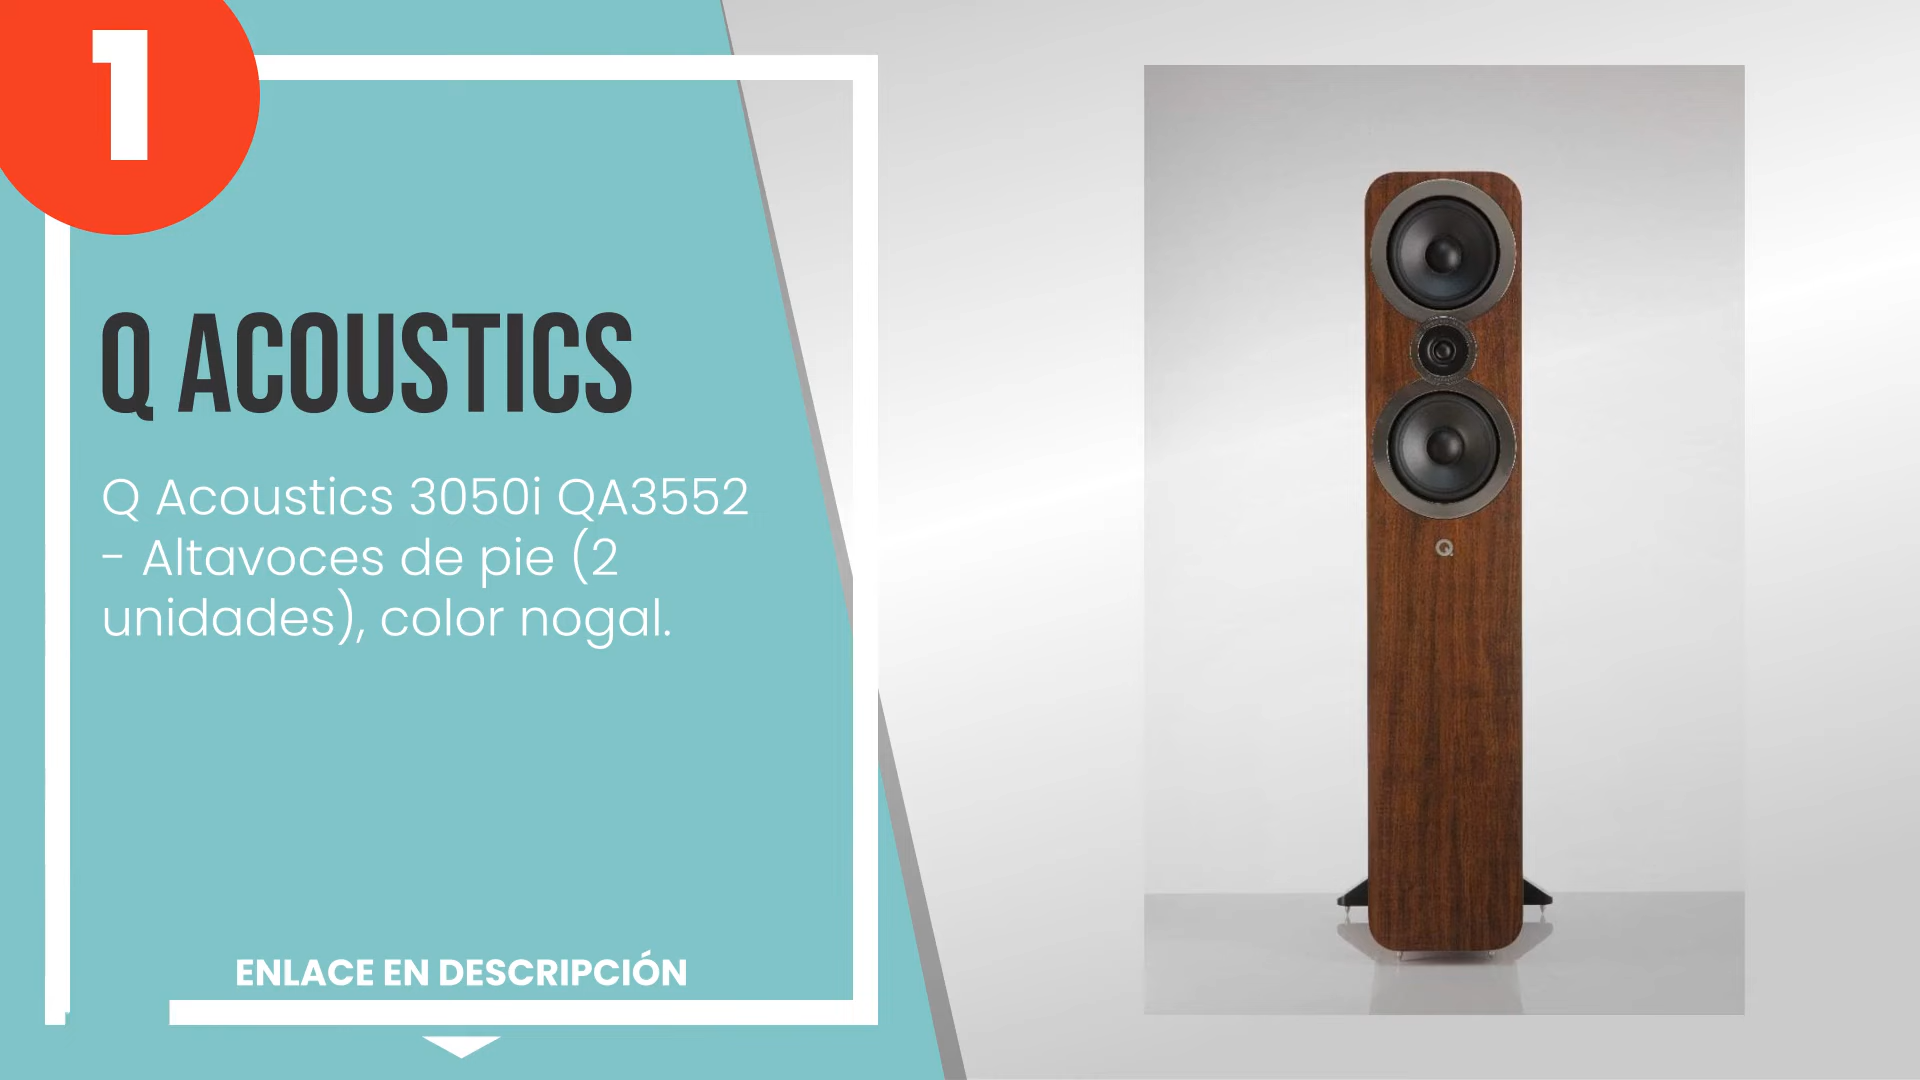 1
Q ACOUSTICS
Q Acoustics 3050i QA3552
- Altavoces de pie (2
unidades), color nogal.
ENLACE EN DESCRIPCIÓN
Q